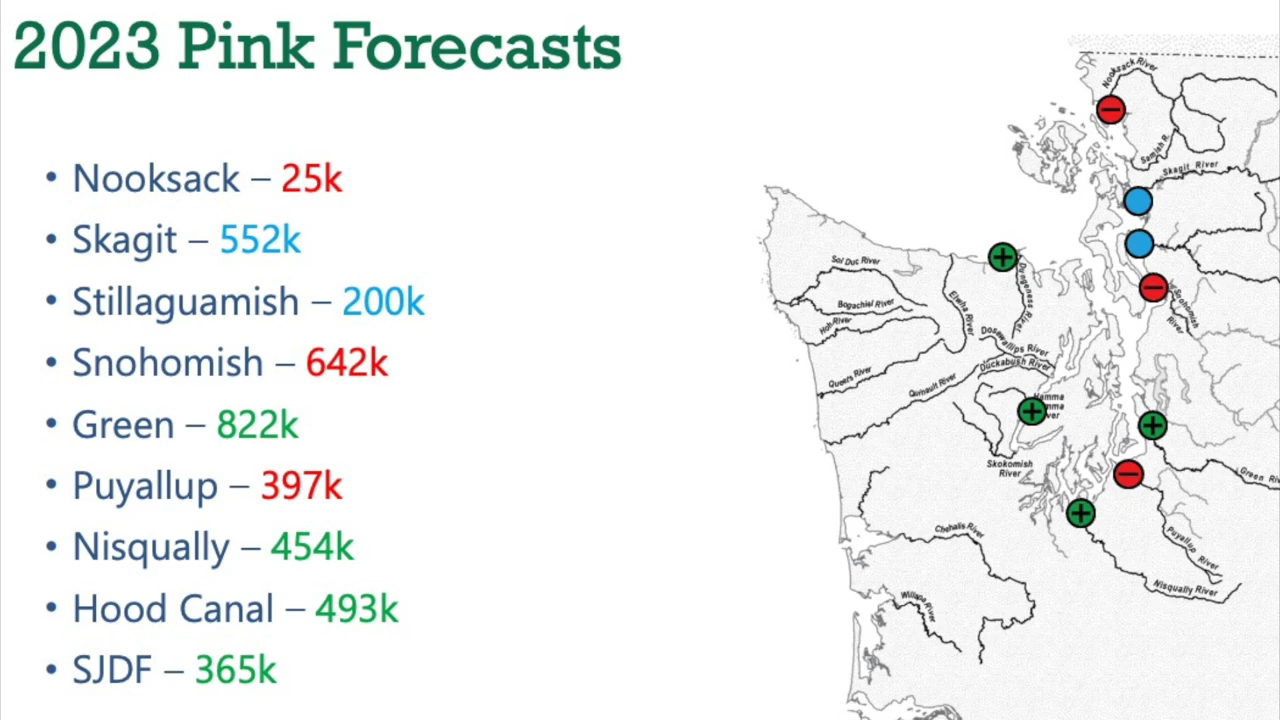 2023 Pink Forecasts
• Nooksack – 25k
• Skagit – 552k
• Stillaguamish – 200k
• Snohomish – 642k
• Green – 822k
• Puyallup – 397k
• Nisqually – 454k
• Hood Canal – 493k
• SJDF – 365k
Nooksack River
Samish R.
Skagit River
Sol Duc River
Bogachiel River
Hoh River
Elwha River
Dungeness River
Snohomish River
Dosewallips River
Duckabush River
Queets River
Quinault River
Hamma
Skokomish
River
Green
Chehalis River
Puyallup River
Nisqually River
Willapa River